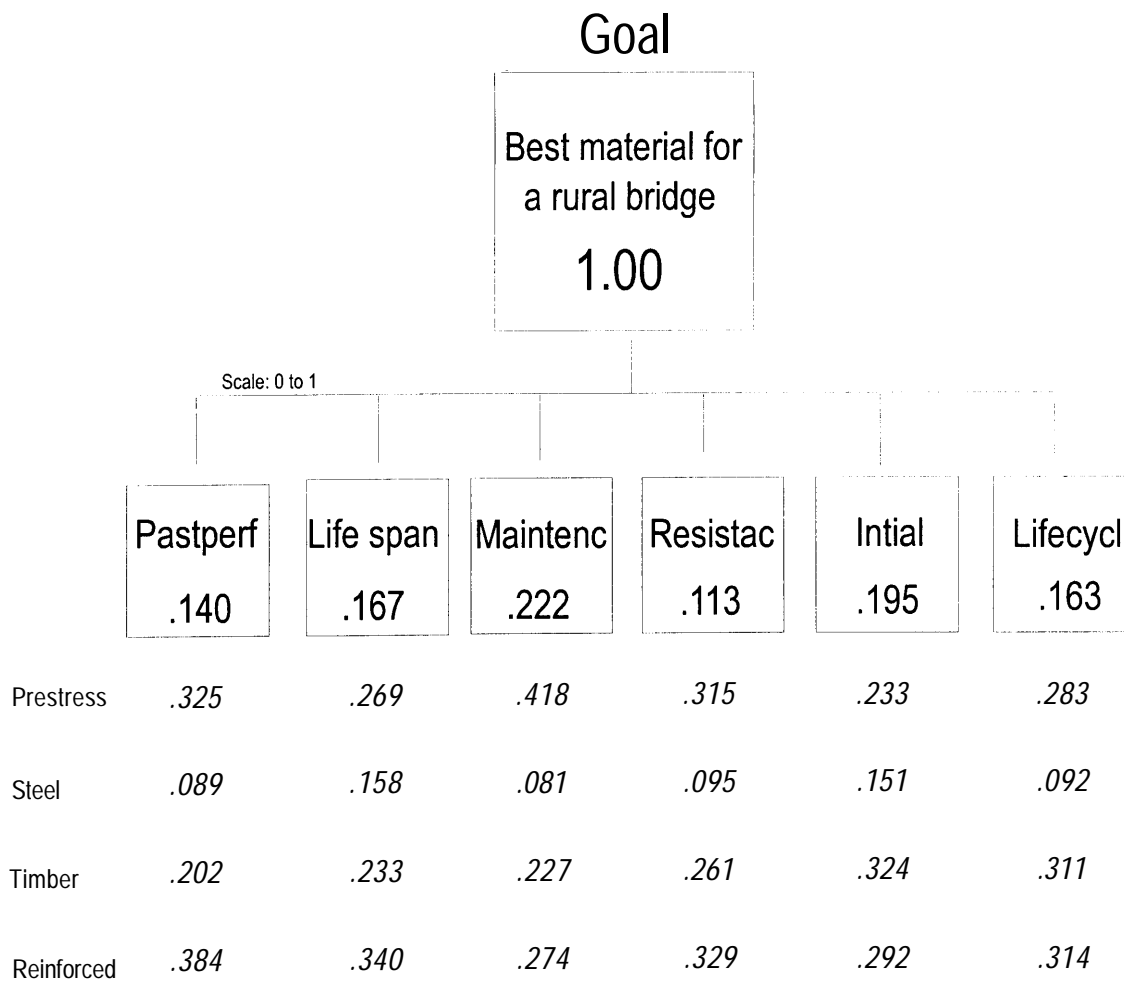 Goal
Best material for
a rural bridge
1.00
Scale: 0 to 1
Pastperf Life span Maintenc Resistac Intial Lifecycl
.140 .167 .222 .113 .195 .163
Prestress .325 .269 .418 .315 .233 .283
Steel .089 .158 .081 .095 .151 .092
Timber .202 .233 .227 .261 .324 .311
Reinforced .384 .340 .274 .329 .292 .314